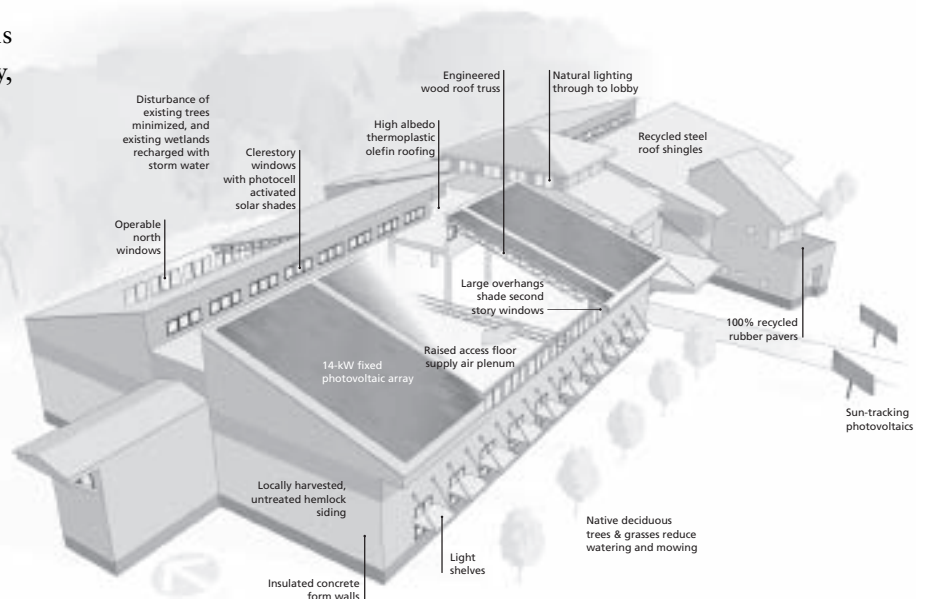 y,
Engineered
wood roof truss
Natural lighting
through to lobby
Disturbance of
existing trees
minimized, and
existing wetlands
recharged with
storm water
High albedo
thermoplastic
olefin roofing
Recycled steel
roof shingles
Clerestory
windows
with photocell
activated
solar shades
Operable
north
windows
Large overhangs
shade second
story windows
100% recycled
rubber pavers
Raised access floor
supply air plenum
14-kW fixed
photovoltaic array
Sun-tracking
photovoltaics
Locally harvested,
untreated hemlock
siding
Native deciduous
trees & grasses reduce
watering and mowing
Light
shelves
Insulated concrete
form walls